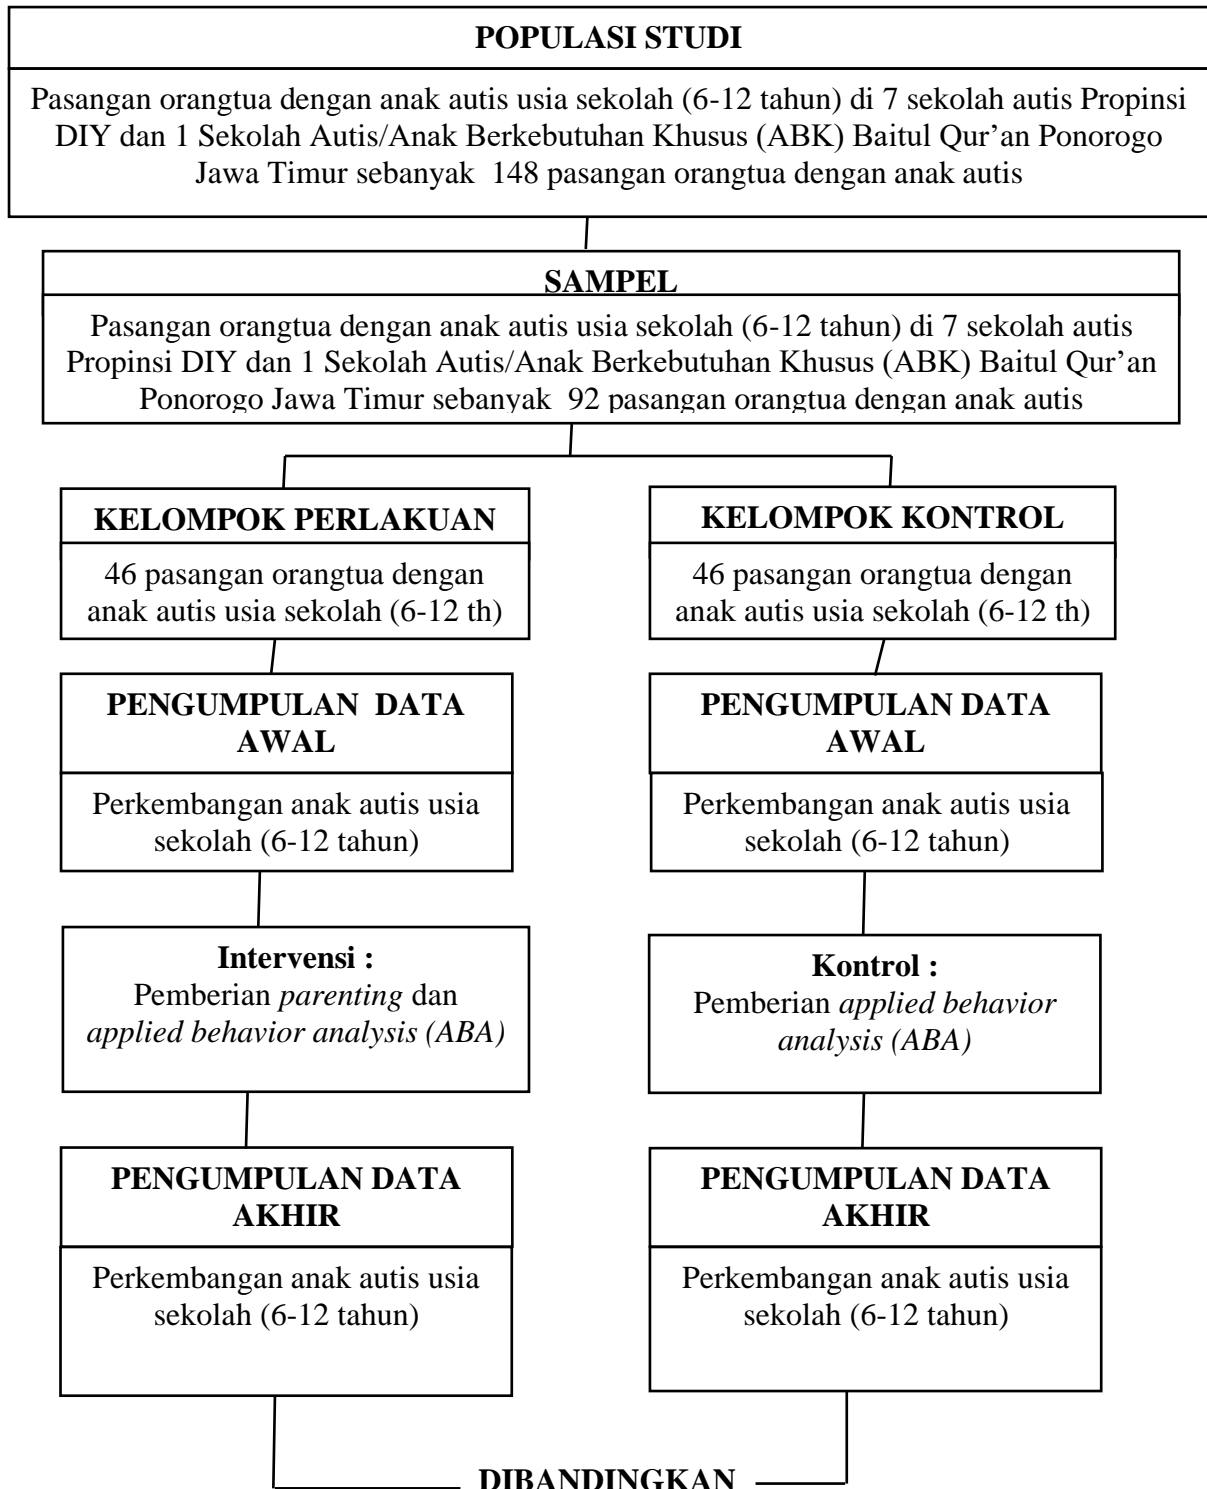 POPULASI STUDI
Pasangan orangtua dengan anak autis usia sekolah (6-12 tahun) di 7 sekolah autis Propinsi
DIY dan 1 Sekolah Autis/Anak Berkebutuhan Khusus (ABK) Baitul Qur’an Ponorogo
Jawa Timur sebanyak 148 pasangan orangtua dengan anak autis
SAMPEL
Pasangan orangtua dengan anak autis usia sekolah (6-12 tahun) di 7 sekolah autis
Propinsi DIY dan 1 Sekolah Autis/Anak Berkebutuhan Khusus (ABK) Baitul Qur’an
Ponorogo Jawa Timur sebanyak 92 pasangan orangtua dengan anak autis
KELOMPOK PERLAKUAN
46 pasangan orangtua dengan
anak autis usia sekolah (6-12 th)
KELOMPOK KONTROL
46 pasangan orangtua dengan
anak autis usia sekolah (6-12 th)
PENGUMPULAN DATA
AWAL
Perkembangan anak autis usia
sekolah (6-12 tahun)
PENGUMPULAN DATA
AWAL
Perkembangan anak autis usia
sekolah (6-12 tahun)
Intervensi :
Pemberian parenting dan
applied behavior analysis (ABA)
Kontrol :
Pemberian applied behavior
analysis (ABA)
PENGUMPULAN DATA
AKHIR
Perkembangan anak autis usia
sekolah (6-12 tahun)
PENGUMPULAN DATA
AKHIR
Perkembangan anak autis usia
sekolah (6-12 tahun)
DIBANDINGKAN